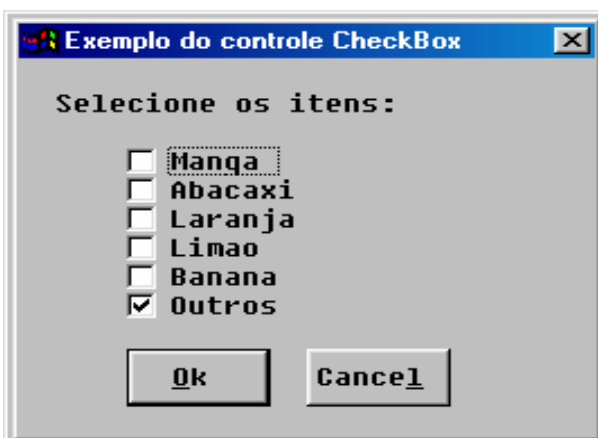 Exemplo do controle CheckBox
Selecione os itens:
Manga
Abacaxi
Laranja
Limao
Banana
Outros
Ok
Cancel